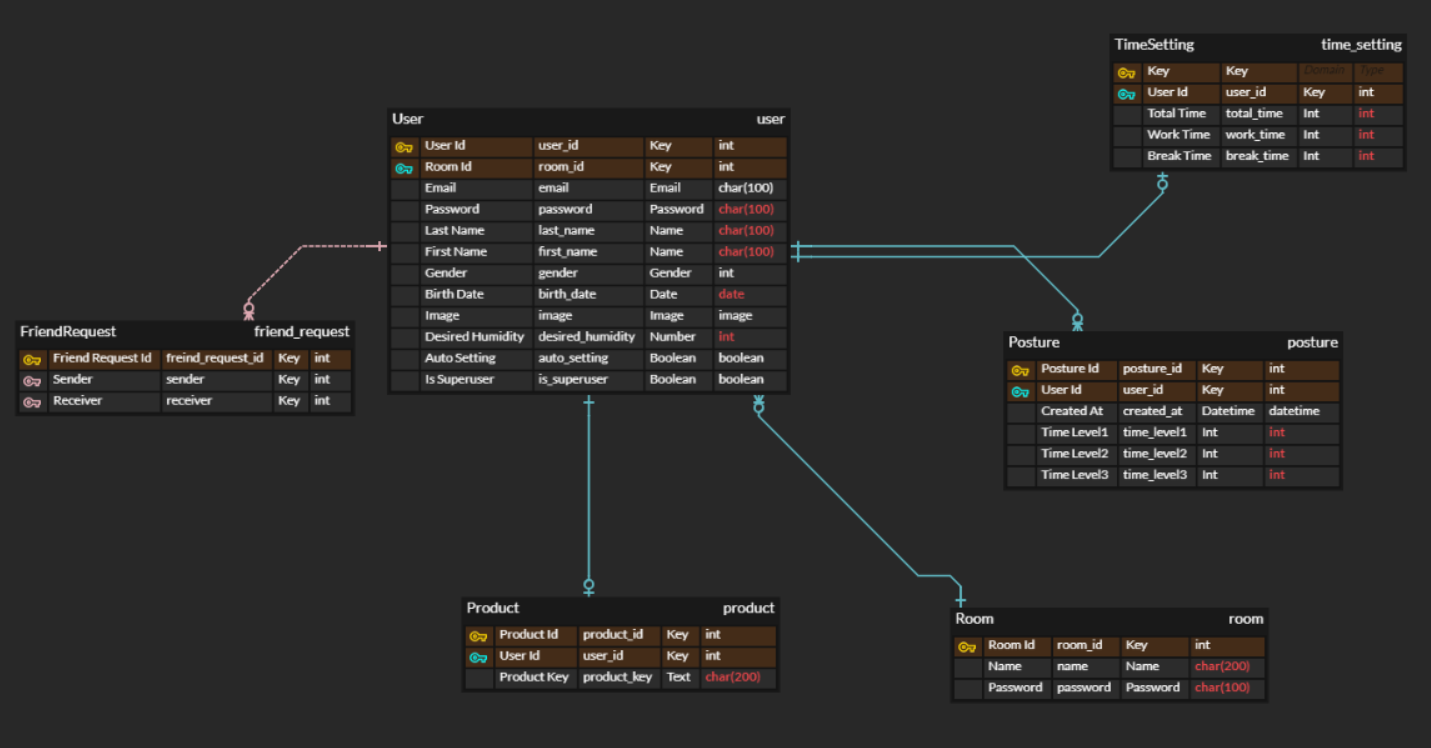 TimeSetting time_setting
Key Key Domain Type
User Id user_id Key int
Total Time total_time Int int
Work Time work_time Int int
Break Time break_time Int int
User user
User Id user_id Key int
Room Id room_id Key int
Email email Email char(100)
Password password Password char(100)
Last Name last_name Name char(100)
First Name first_name Name char(100)
Gender gender Gender int
Birth Date birth_date Date date
Image image Image image
Desired Humidity desired_humidity Number int
Auto Setting auto_setting Boolean boolean
Is Superuser is_superuser Boolean boolean
FriendRequest friend_request
Friend Request Id freind_request_id Key int
Sender sender Key int
Receiver receiver Key int
Posture posture
Posture Id posture_id Key int
User Id user_id Key int
Created At created_at Datetime datetime
Time Level1 time_level1 Int int
Time Level2 time_level2 Int int
Time Level3 time_level3 Int int
Product product
Product Id product_id Key int
User Id user_id Key int
Product Key product_key Text char(200)
Room room
Room Id room_id Key int
Name name Name char(200)
Password password Password char(100)